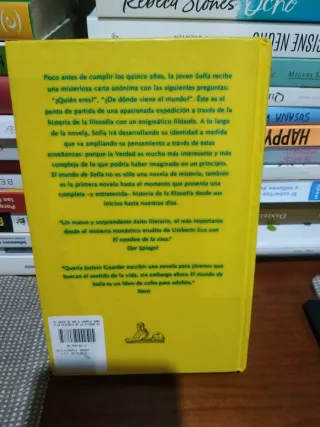 Rebecca Stones
Ocho
CISNE NEGRO
HAPPY
Poco antes de cumplir los quince años, la joven Sofía recibe
una misteriosa carta anónima con las siguientes preguntas:
"¿Quién eres?", "¿De dónde viene el mundo?". Éste es el
punto de partida de una apasionada expedición a través de la
historia de la filosofía con un enigmático filósofo. A lo largo
de la novela, Sofía irá desarrollando su identidad a medida
que va ampliando su pensamiento a través de estas
enseñanzas: porque la Verdad es mucho más interesante y más
compleja de lo que podría haber imaginado en un principio.
El mundo de Sofía no es sólo una novela de misterio, también
es la primera novela hasta el momento que presenta una
completa —y entretenida— historia de la filosofía desde sus
inicios hasta nuestros días.
"Un nuevo y sorprendente éxito literario, el más importante
desde el misterio monástico erudito de Umberto Eco con
El nombre de la rosa."
Der Spiegel
"Quería Jostein Gaarder escribir una novela para jóvenes que
buscan el sentido de la vida, sin embargo ahora El mundo de
Sofía es un libro de culto para adultos."
Stern